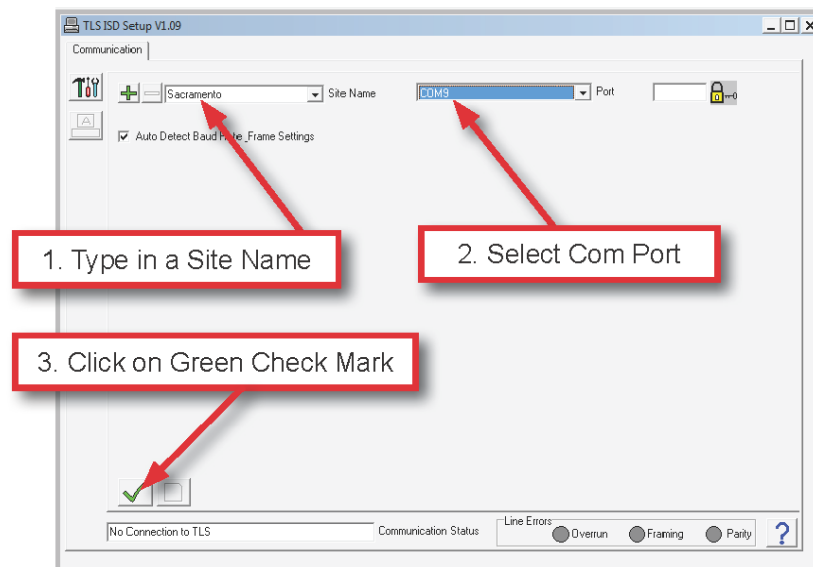 TLS ISD Setup V1.09
Communication
Sacramento
Site Name
COM9
Port
Auto Detect Baud Rate _Frame Settings
1. Type in a Site Name
2. Select Com Port
3. Click on Green Check Mark
No Connection to TLS
Communication Status
Line Errors
Overrun
Framing
Parity
?